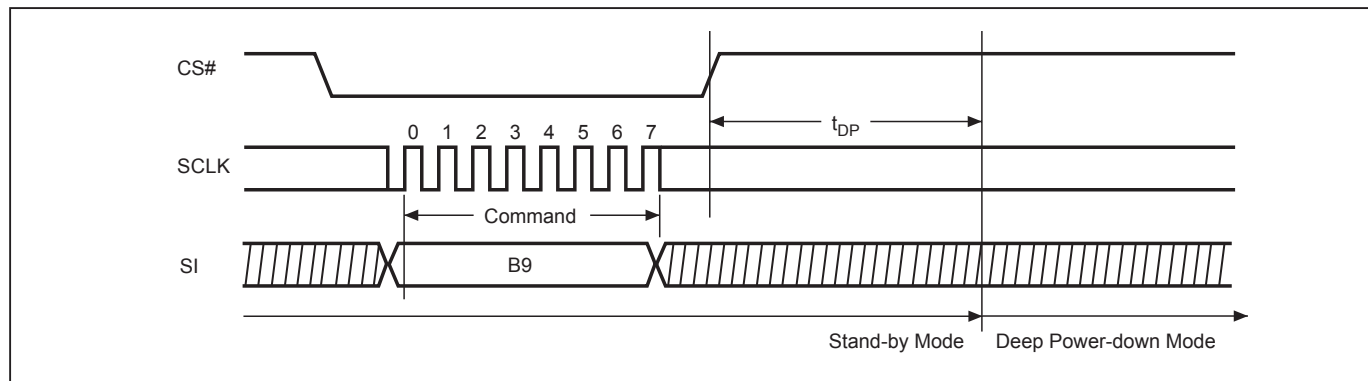 CS#
tDP
0 1 2 3 4 5 6 7
SCLK
Command
SI
B9
Stand-by Mode Deep Power-down Mode